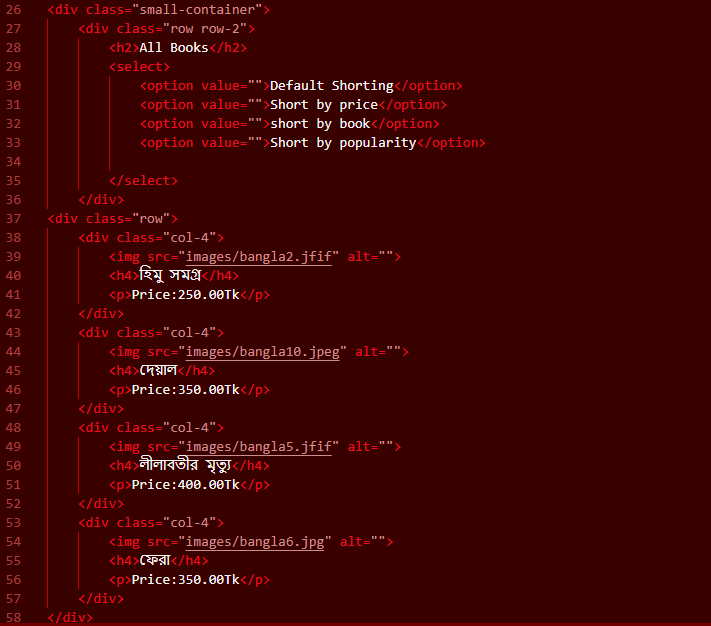 26 <div class="small-container">
27 <div class="row row-2">
28 <h2>All Books</h2>
29 <select>
30 <option value="">Default Shorting</option>
31 <option value="">Short by price</option>
32 <option value="">short by book</option>
33 <option value="">Short by popularity</option>
34
35 </select>
36 </div>
37 <div class="row">
38 <div class="col-4">
39 <img src="images/bangla2.jfif" alt="">
40 <h4>হিমু সমগ্র</h4>
41 <p>Price:250.00Tk</p>
42 </div>
43 <div class="col-4">
44 <img src="images/bangla10.jpeg" alt="">
45 <h4>দেয়াল</h4>
46 <p>Price:350.00Tk</p>
47 </div>
48 <div class="col-4">
49 <img src="images/bangla5.jfif" alt="">
50 <h4>লীলাবতীর মৃত্যু</h4>
51 <p>Price:400.00Tk</p>
52 </div>
53 <div class="col-4">
54 <img src="images/bangla6.jpg" alt="">
55 <h4>ফেরা</h4>
56 <p>Price:350.00Tk</p>
57 </div>
58 </div>